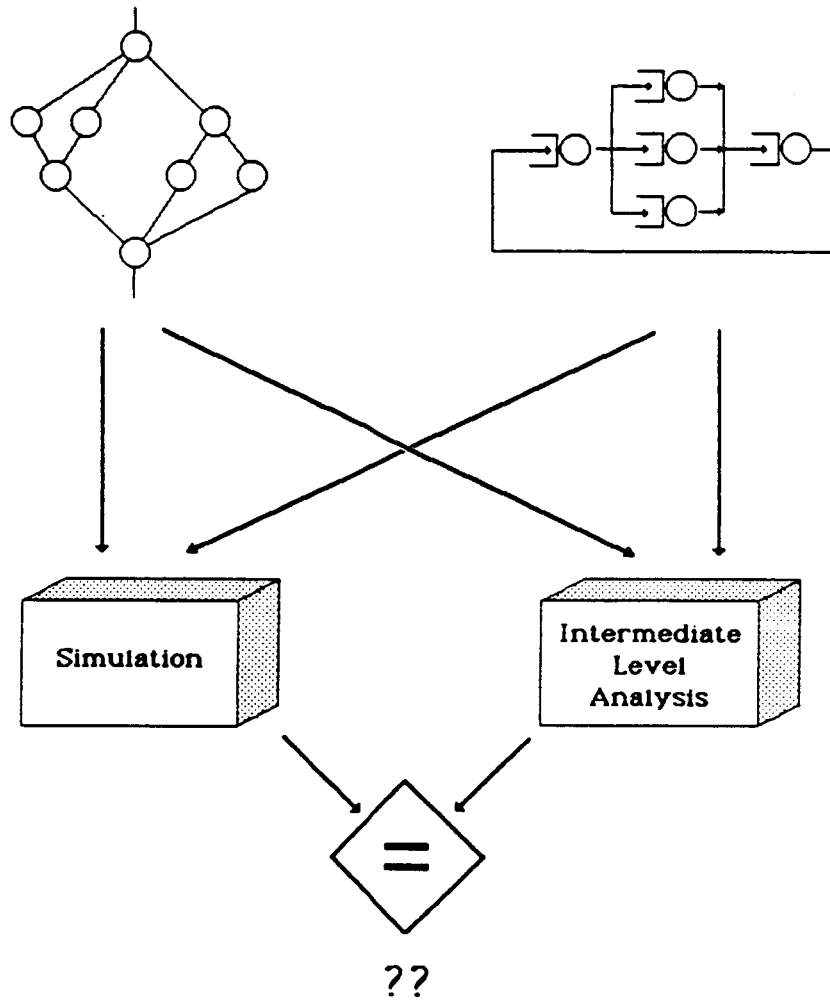 Simulation
Intermediate
Level
Analysis
=
??